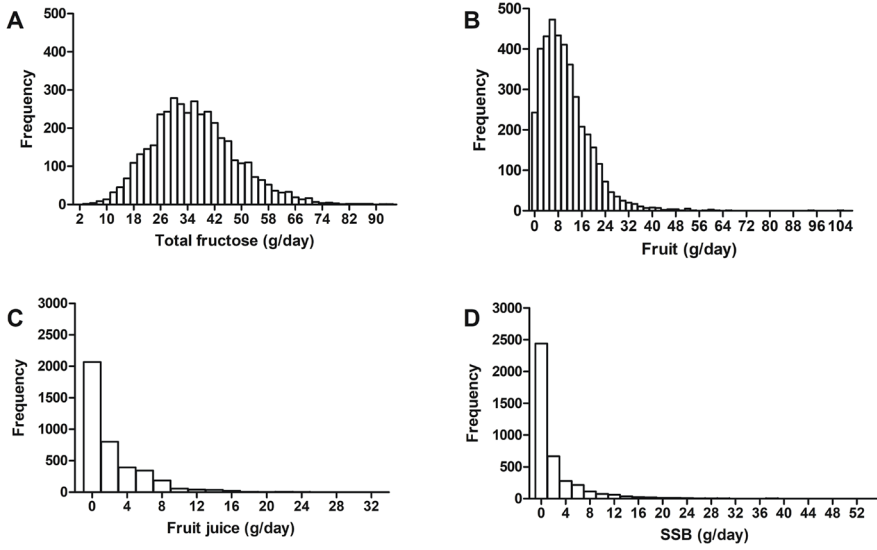 A
500
400
300
200
100
0
Frequency
2 10 18 26 34 42 50 58 66 74 82 90
Total fructose (g/day)
B
500
400
300
200
100
0
Frequency
0 8 16 24 32 40 48 56 64 72 80 88 96 104
Fruit (g/day)
C
3000
2500
2000
1500
1000
500
0
Frequency
0 4 8 12 16 20 24 28 32
Fruit juice (g/day)
D
3000
2500
2000
1500
1000
500
0
Frequency
0 4 8 12 16 20 24 28 32 36 40 44 48 52
SSB (g/day)